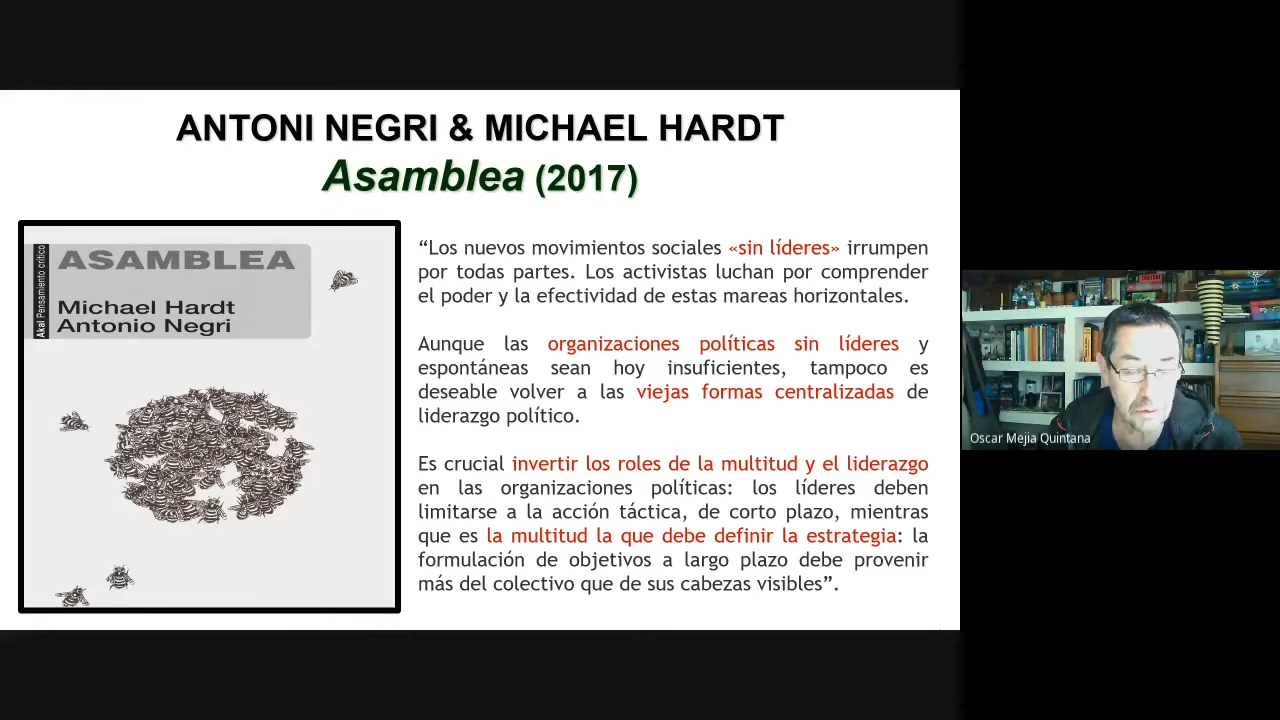 ANTONI NEGRI & MICHAEL HARDT
Asamblea (2017)
Akal Pensamiento crítico
ASAMBLEA
Michael Hardt
Antonio Negri
“Los nuevos movimientos sociales «sin líderes» irrumpen
por todas partes. Los activistas luchan por comprender
el poder y la efectividad de estas mareas horizontales.
Aunque las organizaciones políticas sin líderes y
espontáneas sean hoy insuficientes, tampoco es
deseable volver a las viejas formas centralizadas de
liderazgo político.
Es crucial invertir los roles de la multitud y el liderazgo
en las organizaciones políticas: los líderes deben
limitarse a la acción táctica, de corto plazo, mientras
que es la multitud la que debe definir la estrategia: la
formulación de objetivos a largo plazo debe provenir
más del colectivo que de sus cabezas visibles”.
Oscar Mejia Quintana